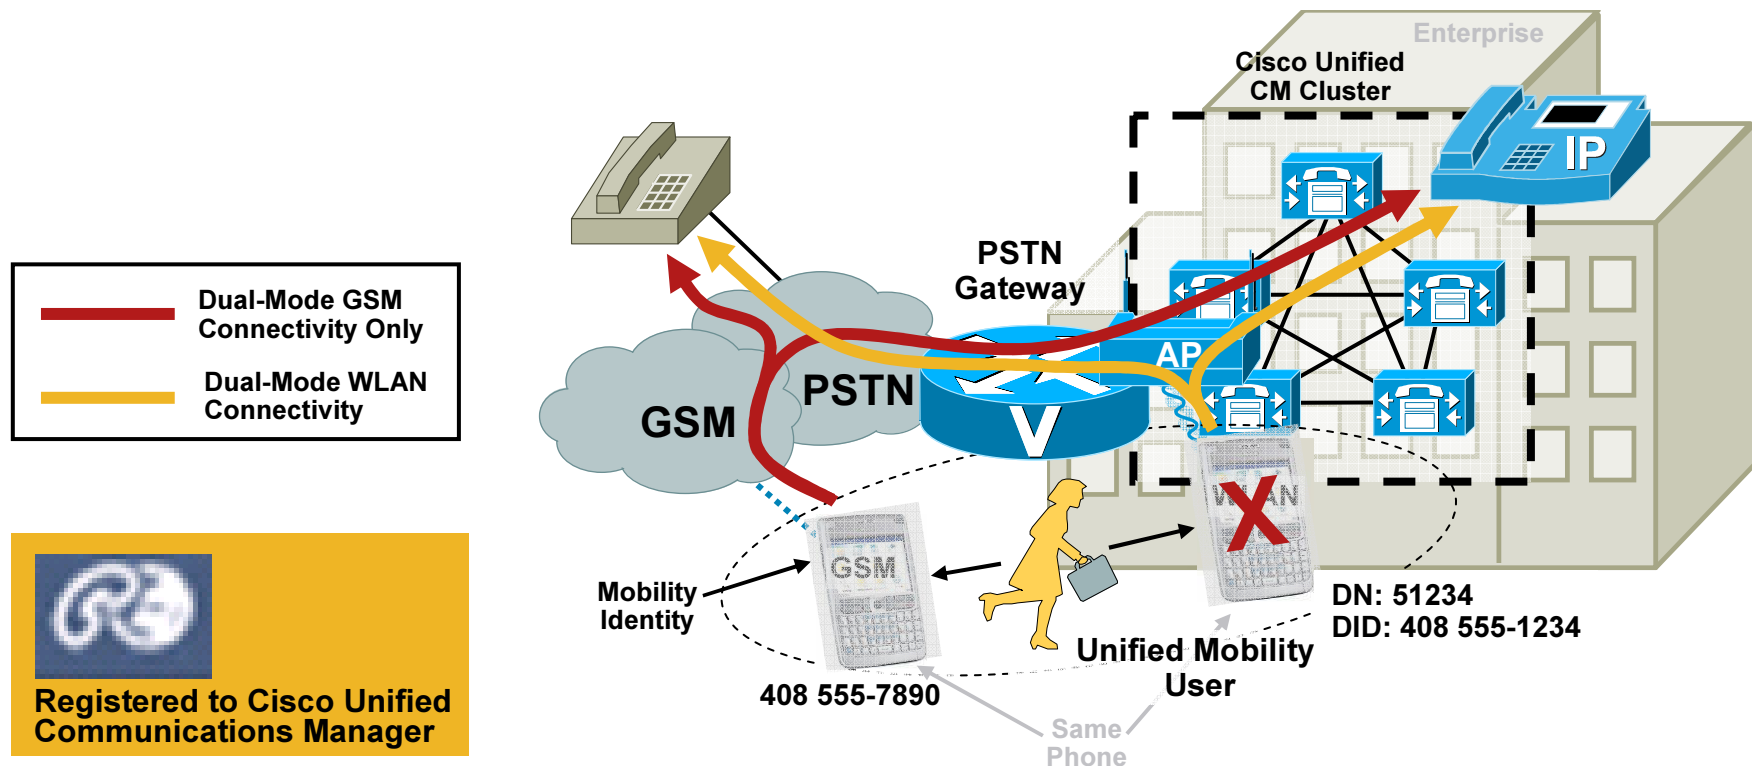 Enterprise
Cisco Unified
CM Cluster
IP
PSTN
Gateway
Dual-Mode GSM
Connectivity Only
Dual-Mode WLAN
Connectivity
AP
PSTN
GSM
V
WLAN
X
GSM
Mobility
Identity
DN: 51234
DID: 408 555-1234
Unified Mobility
User
408 555-7890
Same
Phone
Registered to Cisco Unified
Communications Manager